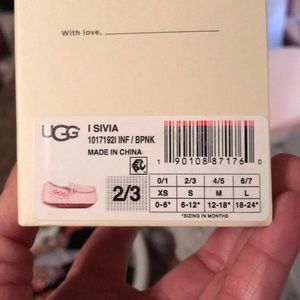 With love,
UGG
I SIVIA
1017192I INF / BPNK
MADE IN CHINA
1 90108 87176 0
2/3
0/1 2/3 4/5 6/7
XS S M L
0-6* 6-12* 12-18* 18-24*
*SIZING IN MONTHS